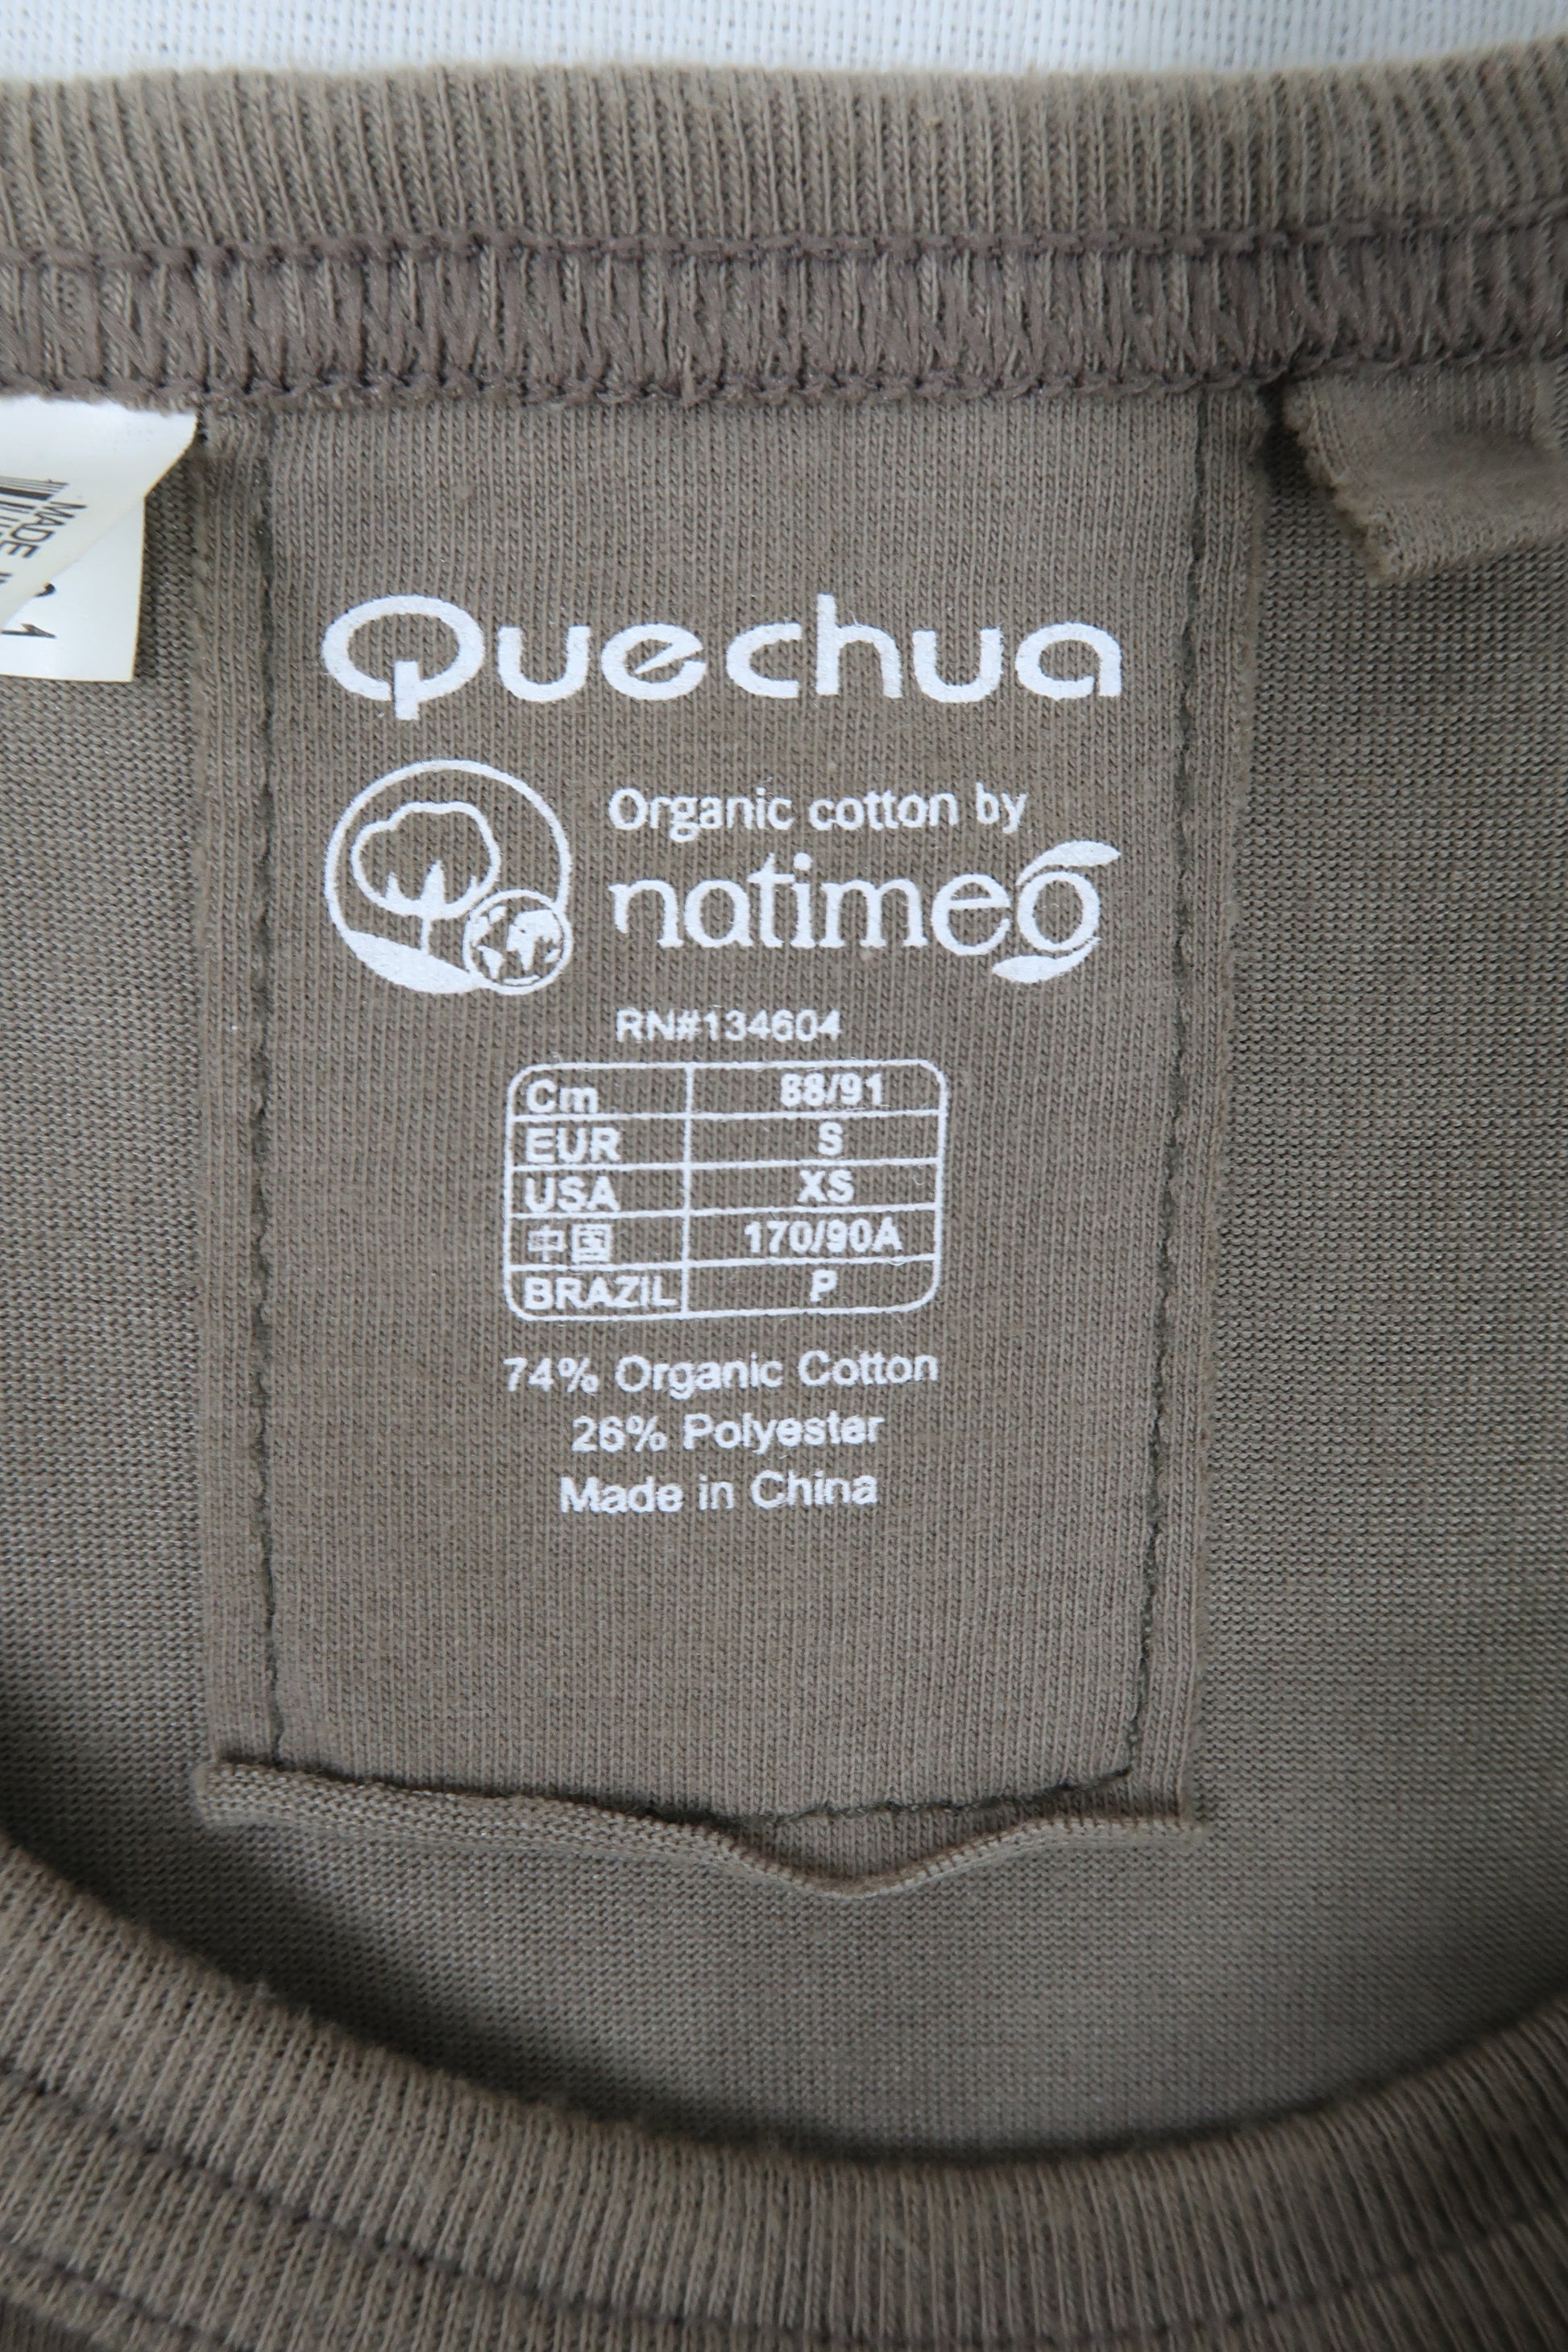 Quechua
Organic cotton by
natimeo
RN#134604
Cm 88/91
EUR S
USA XS
中国 170/90A
BRAZIL P
74% Organic Cotton
26% Polyester
Made in China
MADE